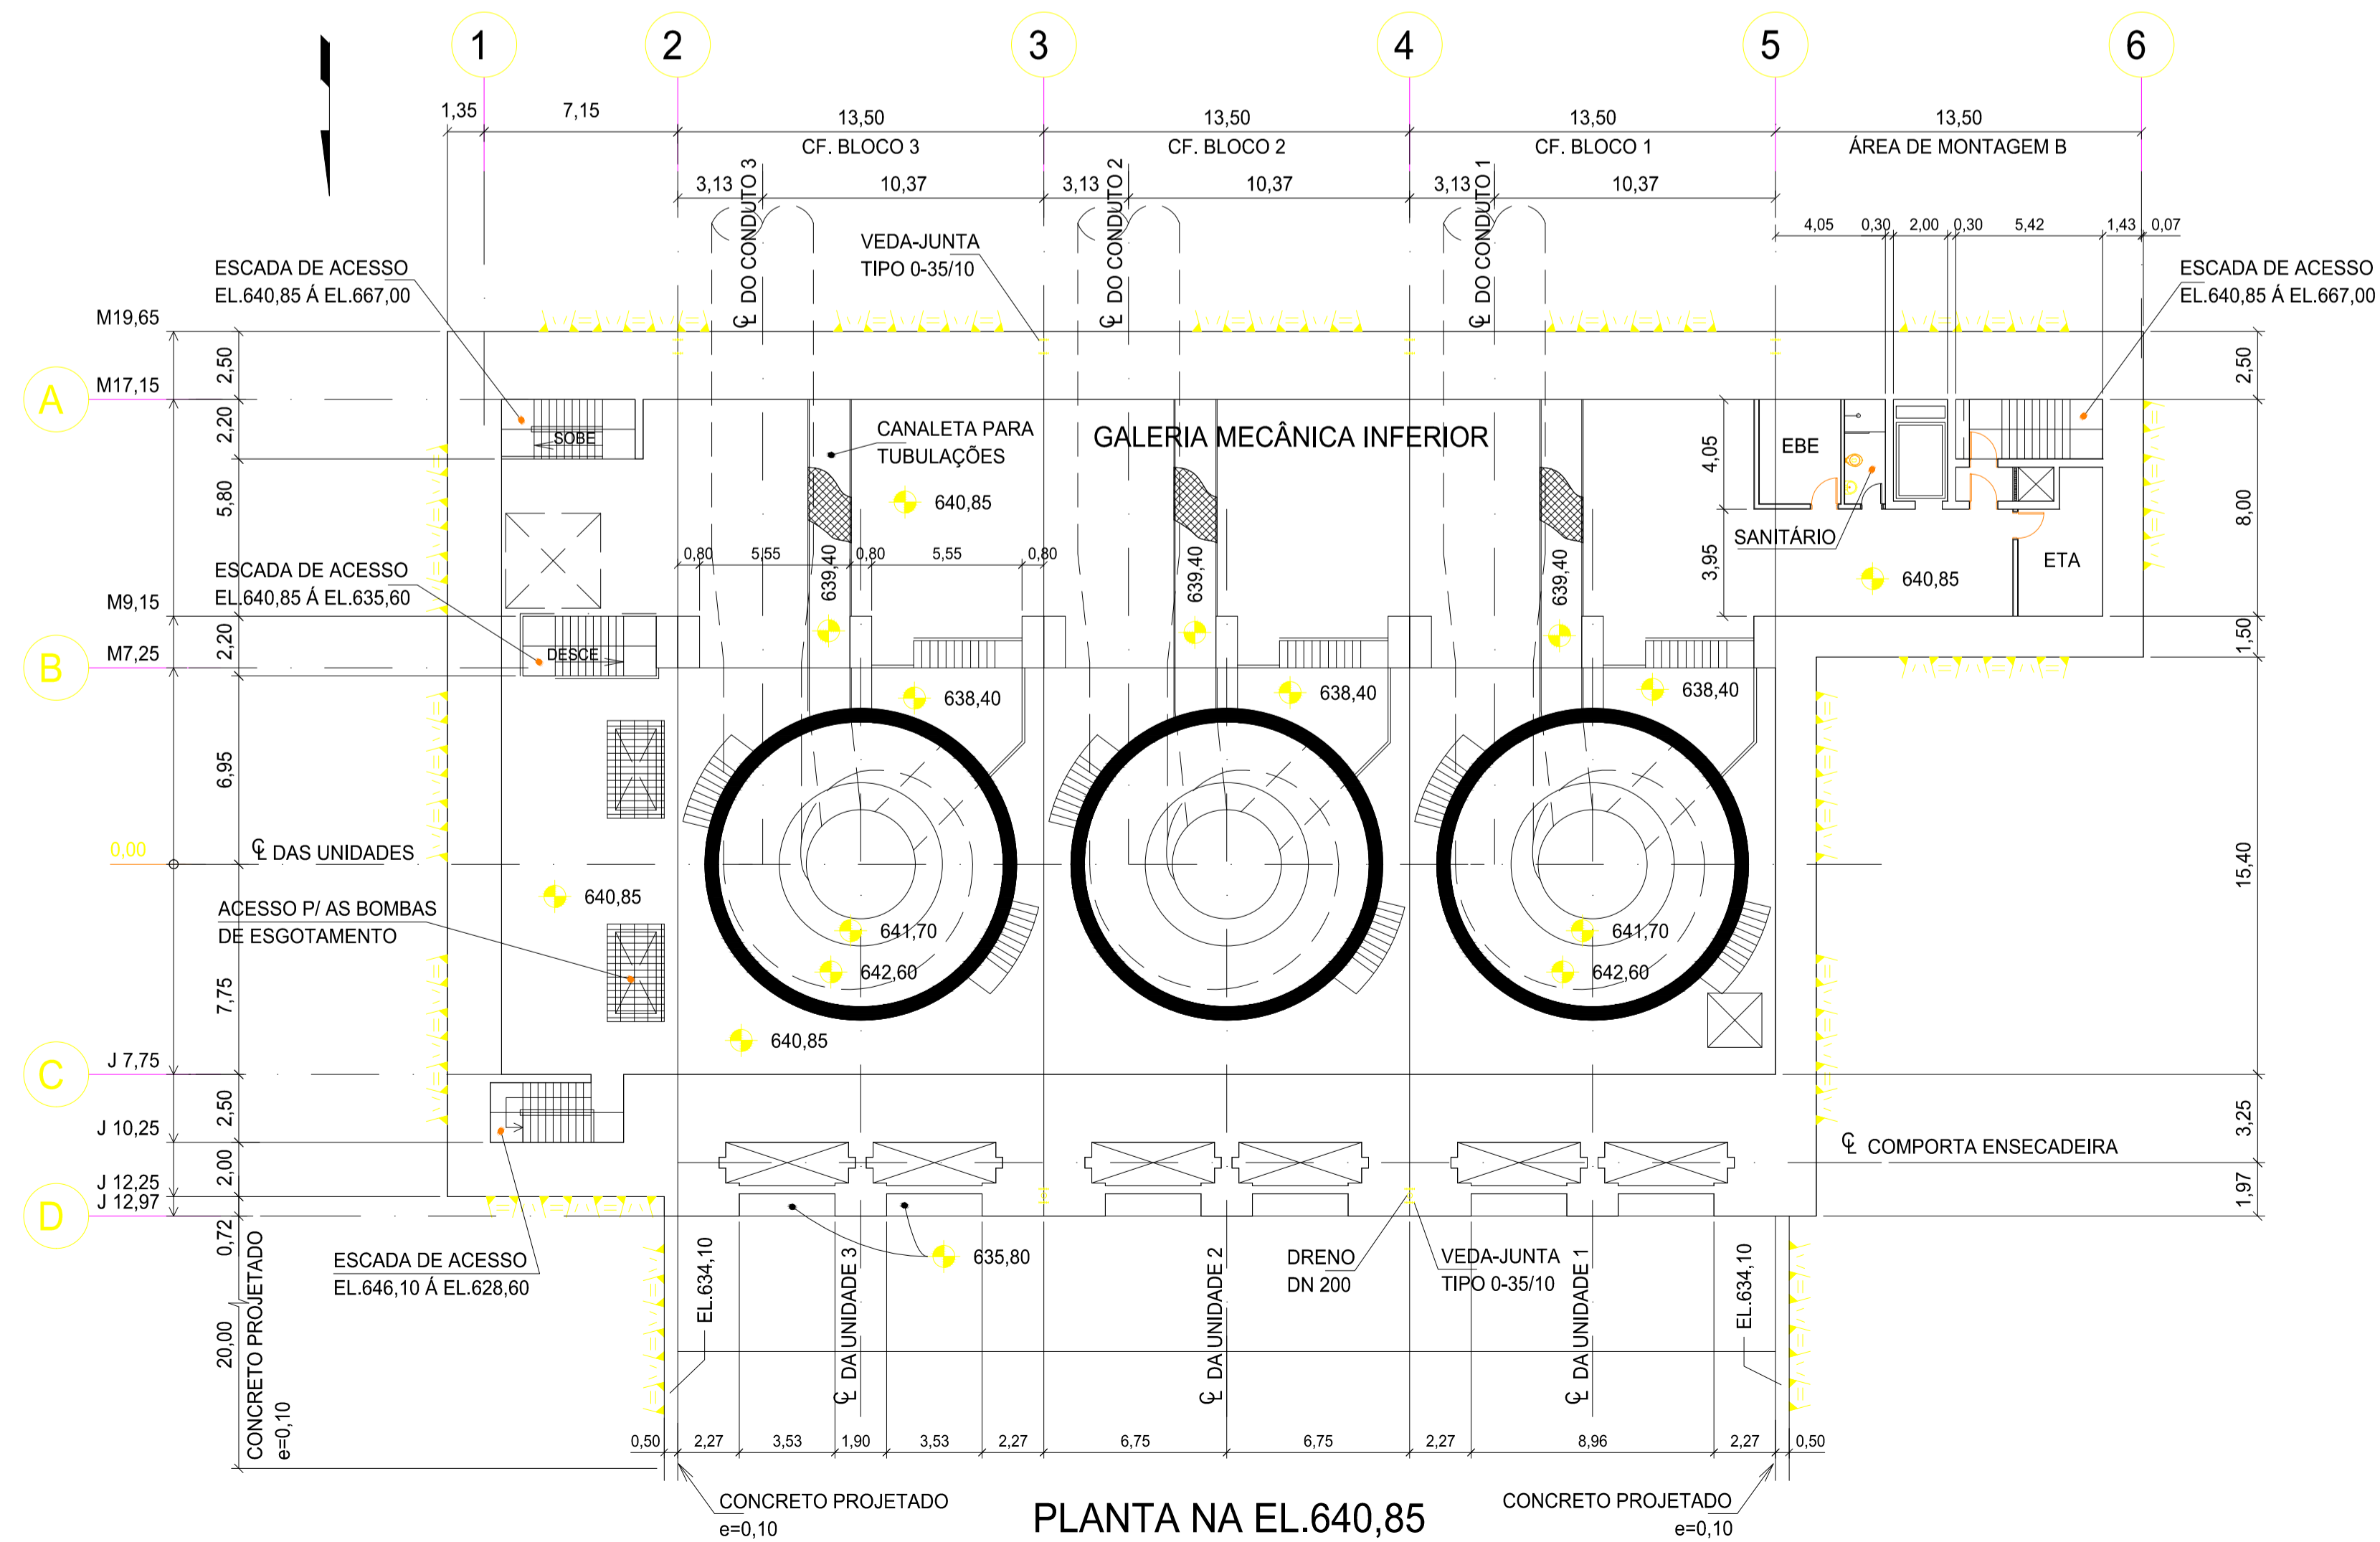 1
2
3
4
5
6
1,35
7,15
13,50
13,50
13,50
13,50
CF. BLOCO 3
CF. BLOCO 2
CF. BLOCO 1
ÁREA DE MONTAGEM B
3,13
10,37
3,13
10,37
3,13
10,37
℄ DO CONDUTO 3
℄ DO CONDUTO 2
℄ DO CONDUTO 1
4,05
0,30
2,00
0,30
5,42
1,43
0,07
VEDA-JUNTA
TIPO 0-35/10
ESCADA DE ACESSO
EL.640,85 Á EL.667,00
ESCADA DE ACESSO
EL.640,85 Á EL.667,00
M19,65
2,50
2,50
A
M17,15
2,20
SOBE
CANALETA PARA
TUBULAÇÕES
GALERIA MECÂNICA INFERIOR
4,05
EBE
5,80
640,85
8,00
SANITÁRIO
0,80
5,55
0,80
5,55
0,80
639,40
639,40
639,40
3,95
640,85
ETA
ESCADA DE ACESSO
EL.640,85 Á EL.635,60
M9,15
2,20
1,50
B
M7,25
DESCE
638,40
638,40
638,40
6,95
0,00
℄ DAS UNIDADES
15,40
640,85
ACESSO P/ AS BOMBAS
DE ESGOTAMENTO
641,70
641,70
642,60
642,60
7,75
640,85
C
J 7,75
2,50
3,25
J 10,25
℄ COMPORTA ENSECADEIRA
2,00
J 12,25
1,97
D
J 12,97
0,72
ESCADA DE ACESSO
EL.646,10 Á EL.628,60
635,80
DRENO
DN 200
VEDA-JUNTA
TIPO 0-35/10
EL.634,10
℄ DA UNIDADE 3
℄ DA UNIDADE 2
℄ DA UNIDADE 1
EL.634,10
20,00
CONCRETO PROJETADO
e=0,10
0,50
2,27
3,53
1,90
3,53
2,27
6,75
6,75
2,27
8,96
2,27
0,50
CONCRETO PROJETADO
e=0,10
PLANTA NA EL.640,85
CONCRETO PROJETADO
e=0,10